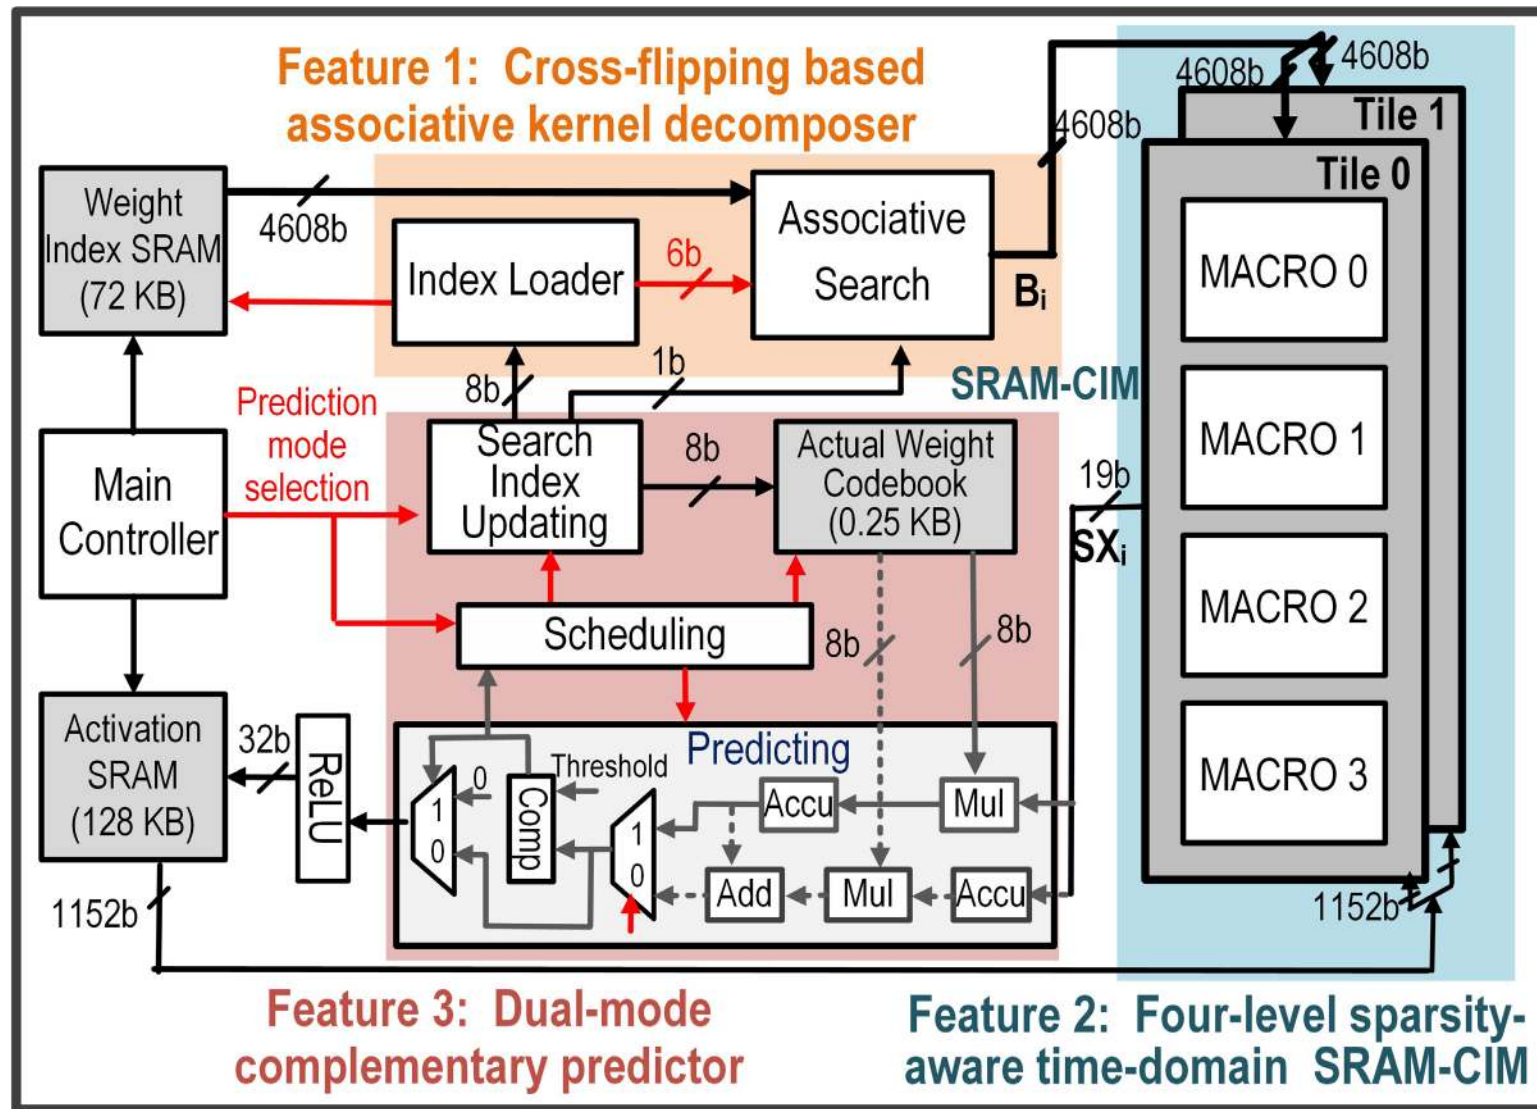 Feature 1: Cross-flipping based
associative kernel decomposer
4608b
4608b
4608b
Tile 1
Tile 0
Weight
Index SRAM
(72 KB)
4608b
Index Loader
6b
Associative
Search
Bi
MACRO 0
MACRO 1
MACRO 2
MACRO 3
8b
1b
SRAM-CIM
Prediction
mode
selection
Main
Controller
Search
Index
Updating
8b
Actual Weight
Codebook
(0.25 KB)
19b
SXi
Scheduling
8b
8b
Activation
SRAM
(128 KB)
32b
ReLU
Predicting
Threshold
0
1
0
Comp
1
0
Accu
Mul
Add
Mul
Accu
1152b
1152b
Feature 3: Dual-mode
complementary predictor
Feature 2: Four-level sparsity-
aware time-domain SRAM-CIM